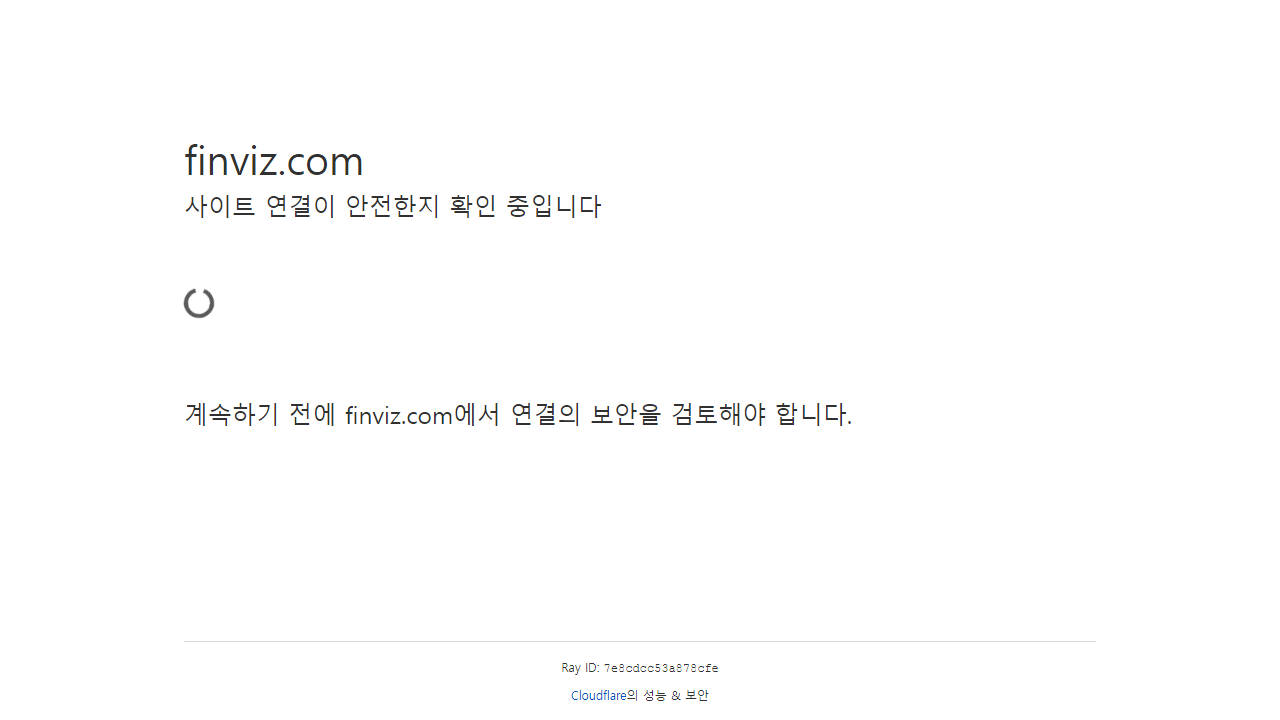 finviz.com
사이트 연결이 안전한지 확인 중입니다
계속하기 전에 finviz.com에서 연결의 보안을 검토해야 합니다.
Ray ID: 7e8cdcc53a878cfe
Cloudflare의 성능 & 보안